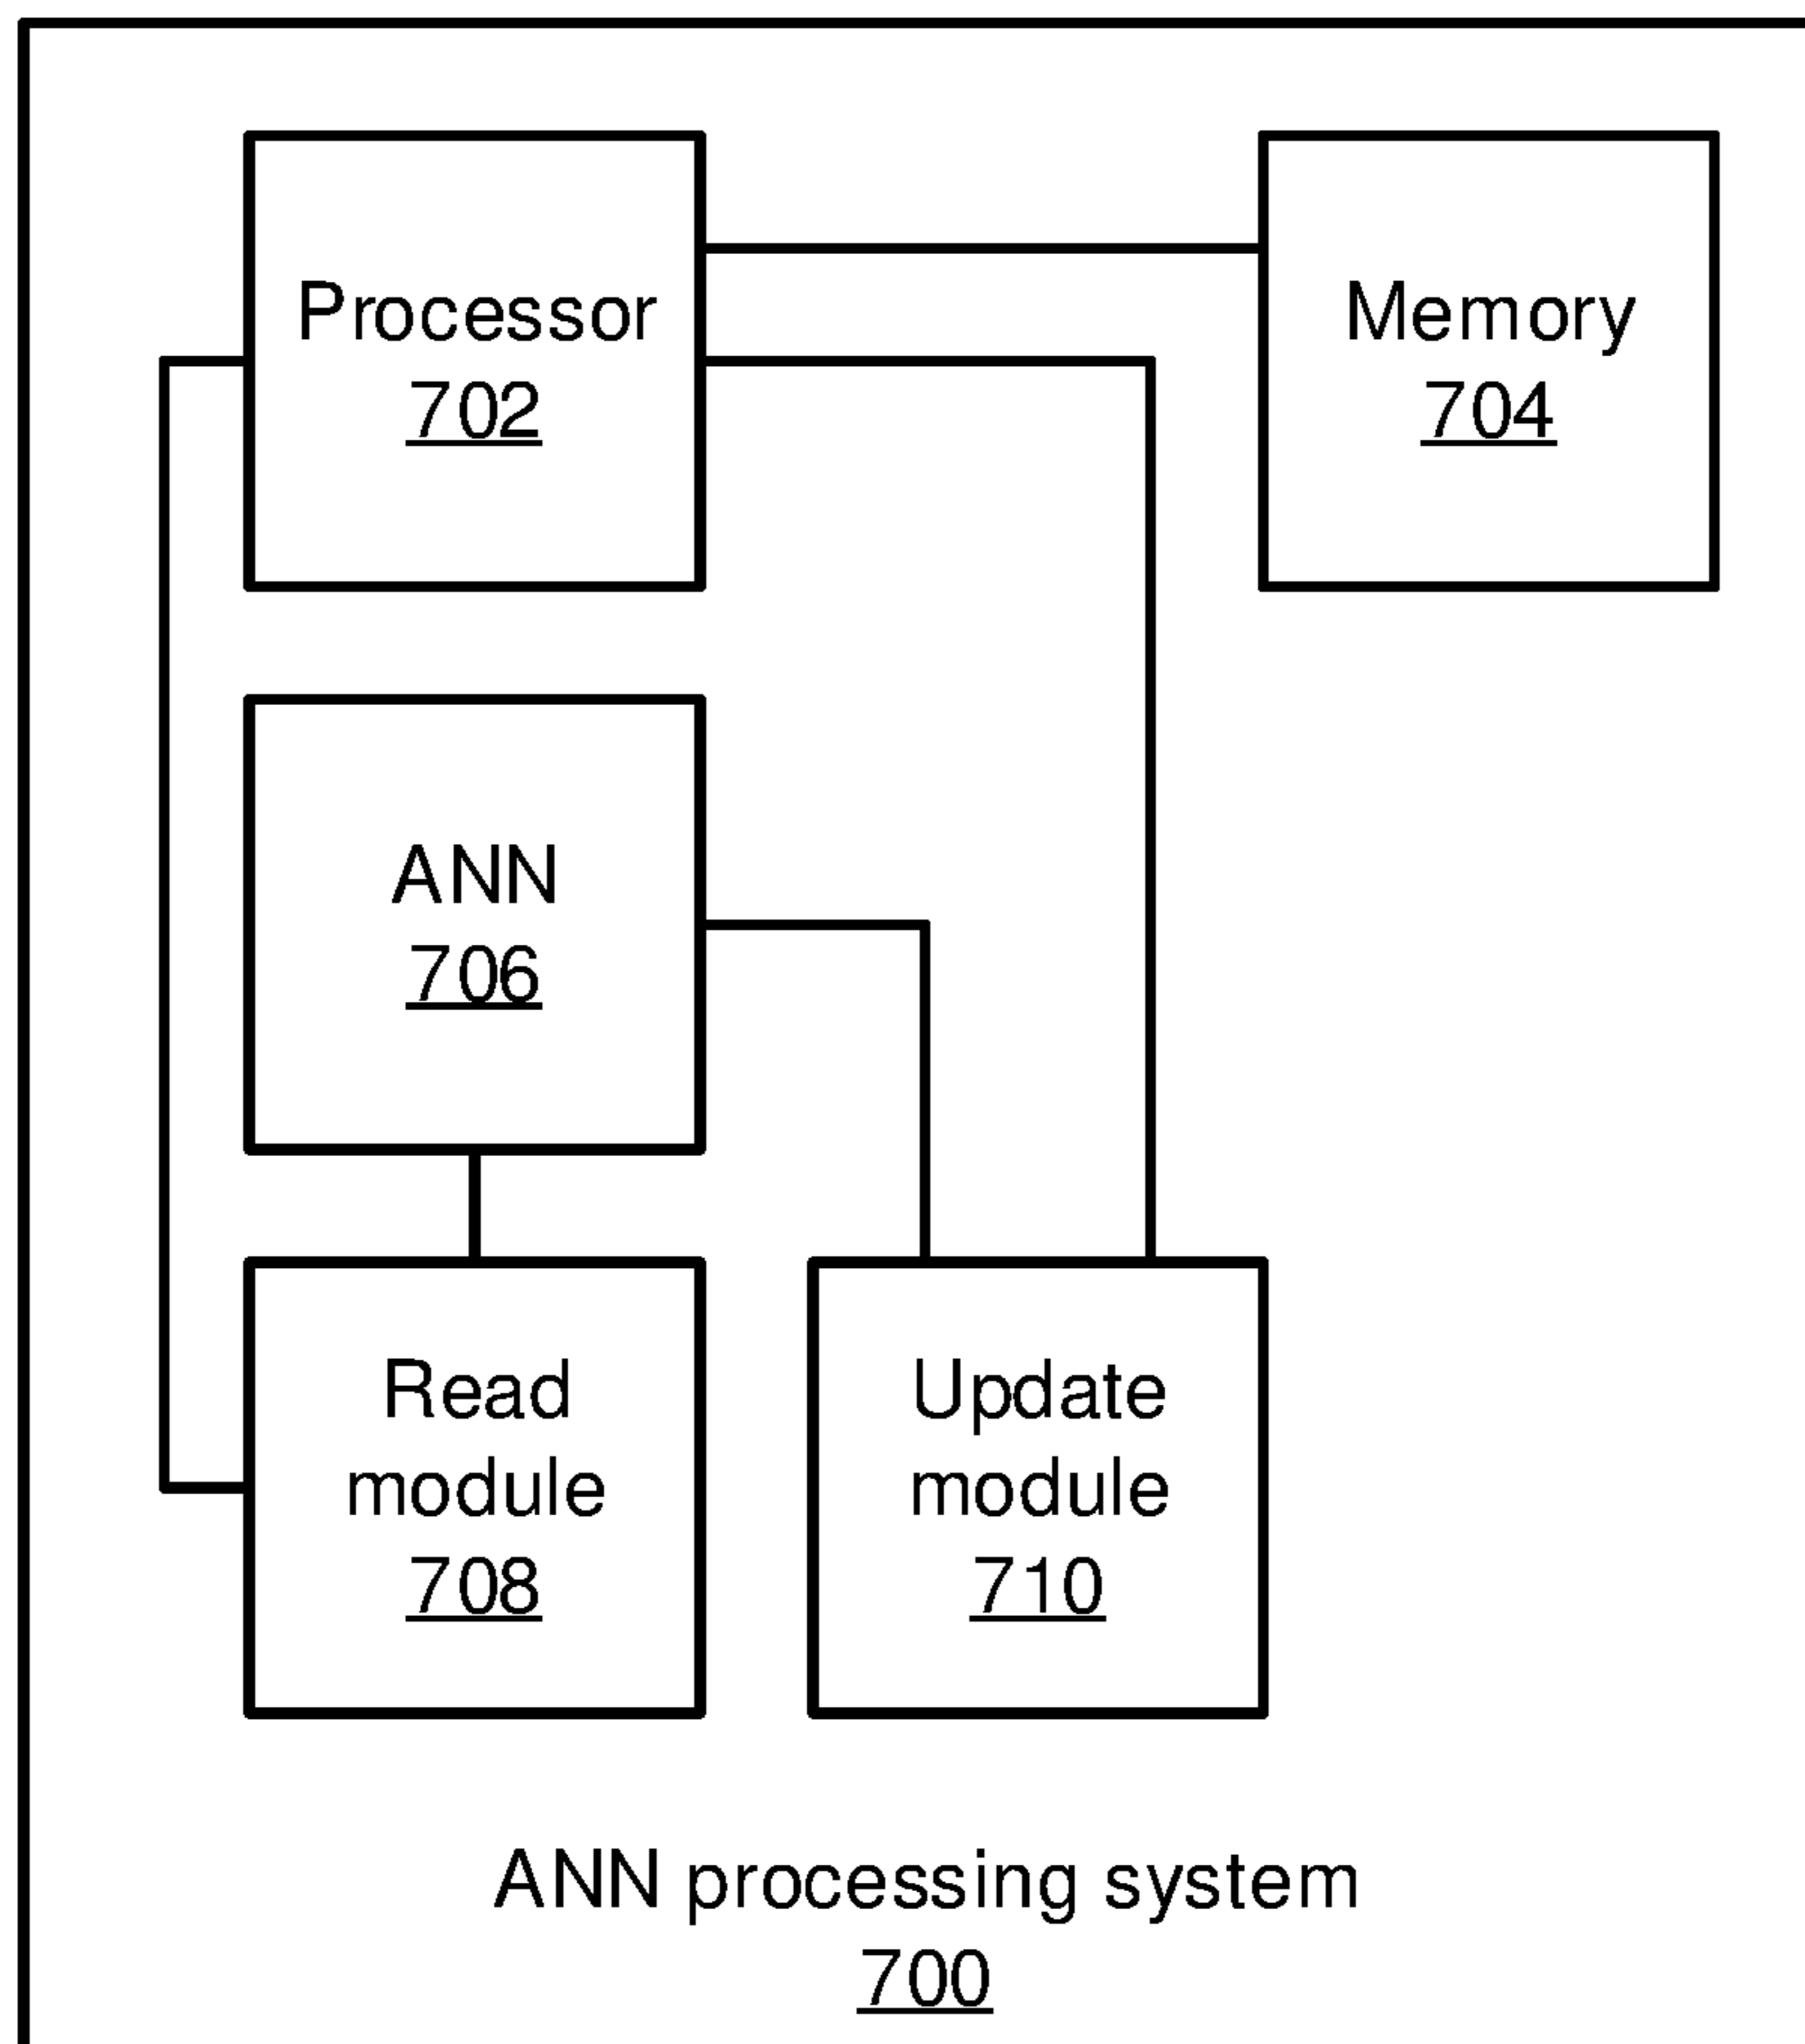 Processor
702
Memory
704
ANN
706
Read
module
708
Update
module
710
ANN processing system
700